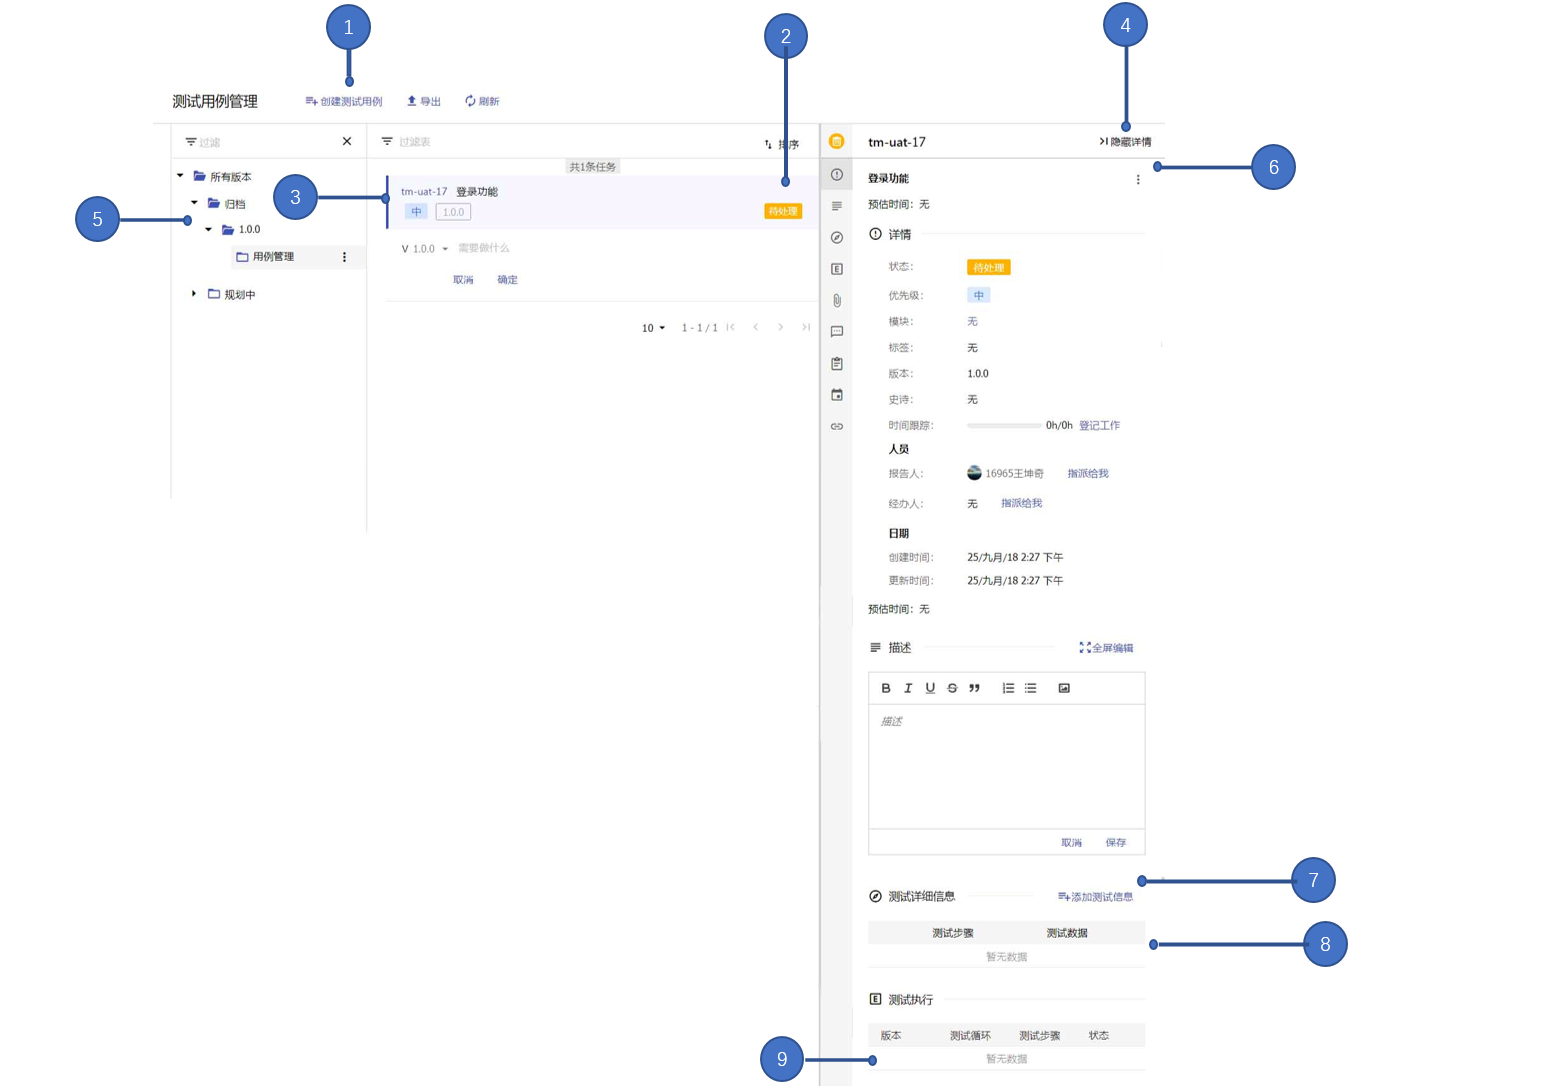 1
2
4
测试用例管理
创建测试用例
导出
刷新
过滤
过滤表
排序
tm-uat-17
隐藏详情
6
共1条任务
所有版本
登录功能
3
tm-uat-17 登录功能
预估时间：无
归档
中
1.0.0
待处理
5
1.0.0
详情
V 1.0.0 需要做什么
用例管理
状态：
待处理
取消
确定
规划中
优先级：
中
10
1 - 1 / 1
模块：
无
标签：
无
版本：
1.0.0
史诗：
无
时间跟踪：
0h/0h 登记工作
人员
报告人：
16965王坤奇
指派给我
经办人：
无
指派给我
日期
创建时间：
25/九月/18 2:27 下午
更新时间：
25/九月/18 2:27 下午
预估时间：无
描述
全屏编辑
B I U S
描述
取消
保存
7
测试详细信息
添加测试信息
测试步骤
测试数据
8
暂无数据
E 测试执行
版本
测试循环
测试步骤
状态
9
暂无数据